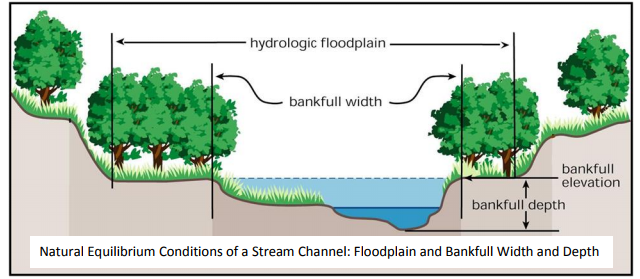 hydrologic floodplain
bankfull width
bankfull
elevation
bankfull depth
Natural Equilibrium Conditions of a Stream Channel: Floodplain and Bankfull Width and Depth